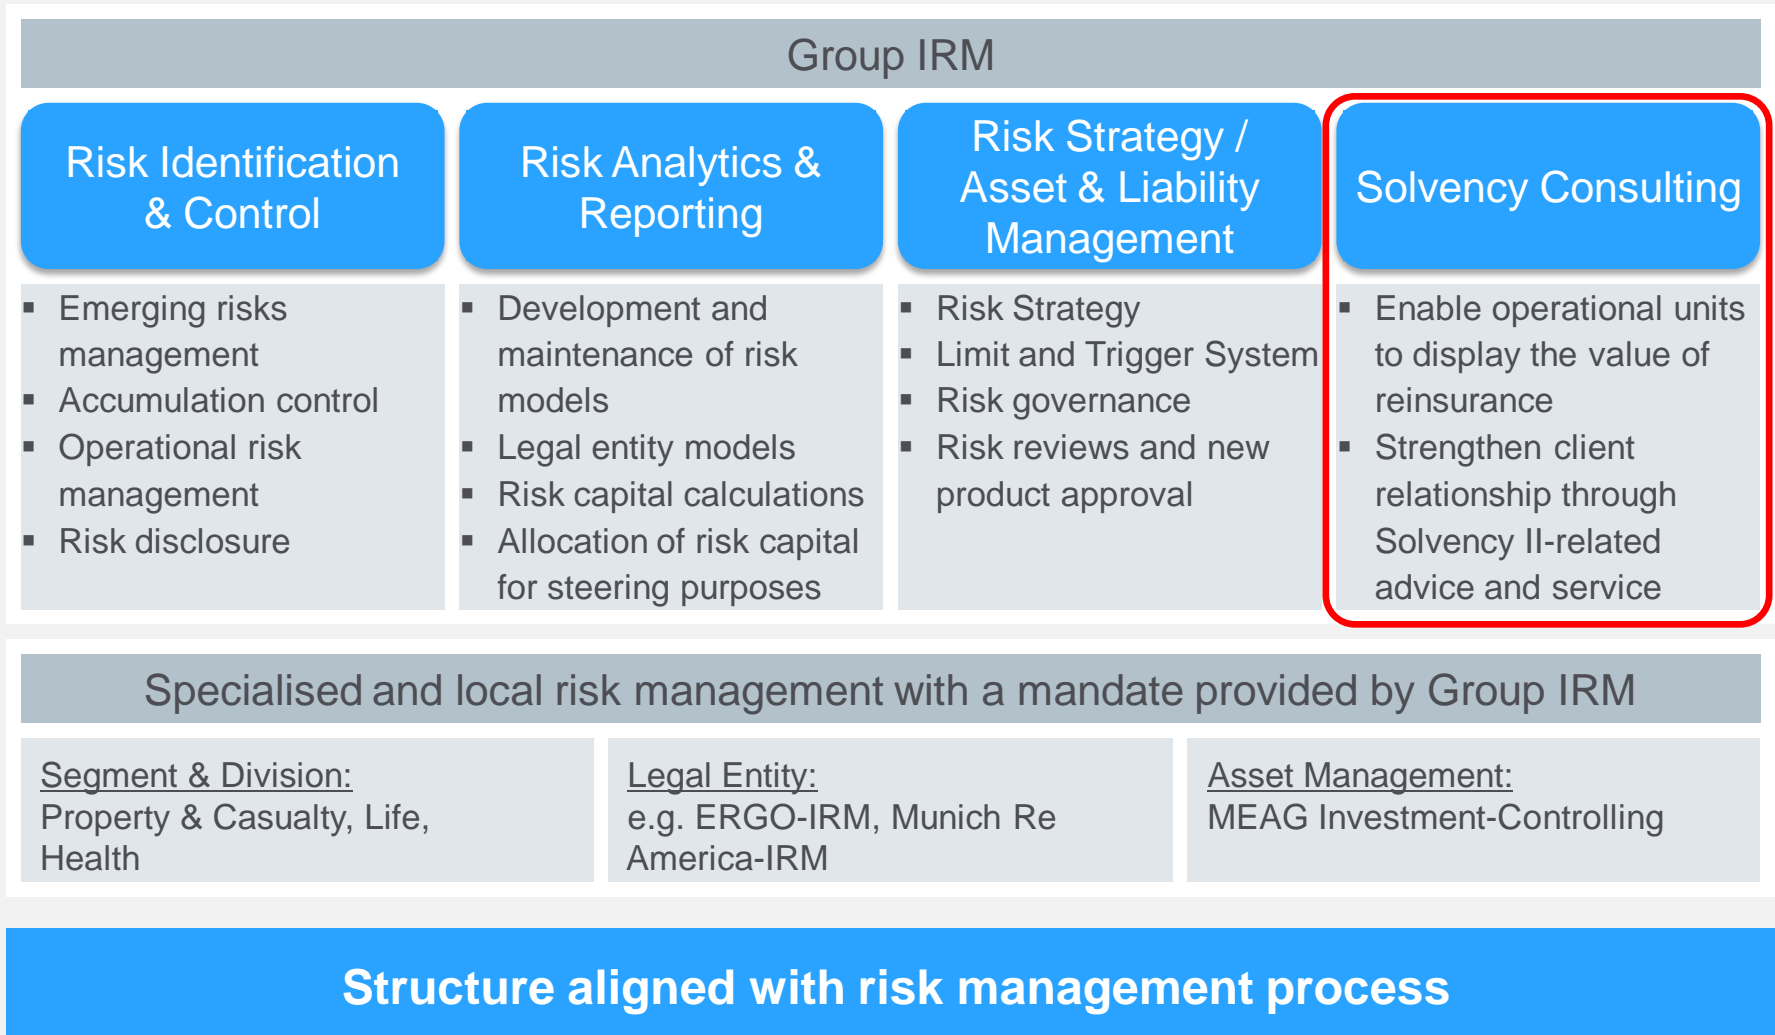 Group IRM
Risk Identification
& Control
Risk Analytics &
Reporting
Risk Strategy /
Asset & Liability
Management
Solvency Consulting
▪ Emerging risks
management
▪ Accumulation control
▪ Operational risk
management
▪ Risk disclosure
▪ Development and
maintenance of risk
models
▪ Legal entity models
▪ Risk capital calculations
▪ Allocation of risk capital
for steering purposes
▪ Risk Strategy
▪ Limit and Trigger System
▪ Risk governance
▪ Risk reviews and new
product approval
▪ Enable operational units
to display the value of
reinsurance
▪ Strengthen client
relationship through
Solvency II-related
advice and service
Specialised and local risk management with a mandate provided by Group IRM
Segment & Division:
Property & Casualty, Life,
Health
Legal Entity:
e.g. ERGO-IRM, Munich Re
America-IRM
Asset Management:
MEAG Investment-Controlling
Structure aligned with risk management process